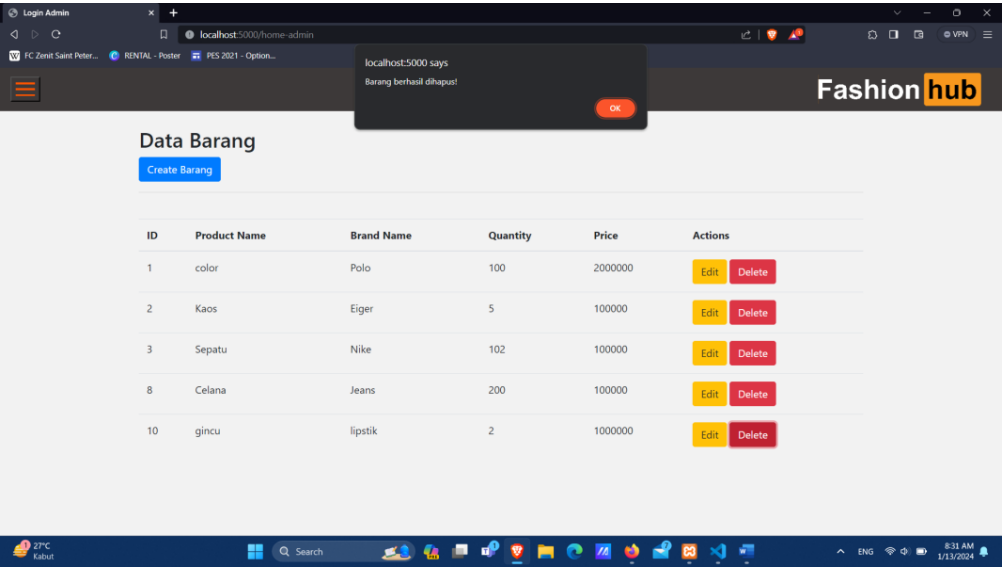 Login Admin
localhost:5000/home-admin
VPN
FC Zenit Saint Peter...
RENTAL - Poster
PES 2021 - Option...
localhost:5000 says
Barang berhasil dihapus!
OK
Fashion hub
Data Barang
Create Barang
ID Product Name Brand Name Quantity Price Actions
1 color Polo 100 2000000 Edit Delete
2 Kaos Eiger 5 100000 Edit Delete
3 Sepatu Nike 102 100000 Edit Delete
8 Celana Jeans 200 100000 Edit Delete
10 gincu lipstik 2 1000000 Edit Delete
27°C
Kabut
Search
ENG
8:31 AM
1/13/2024